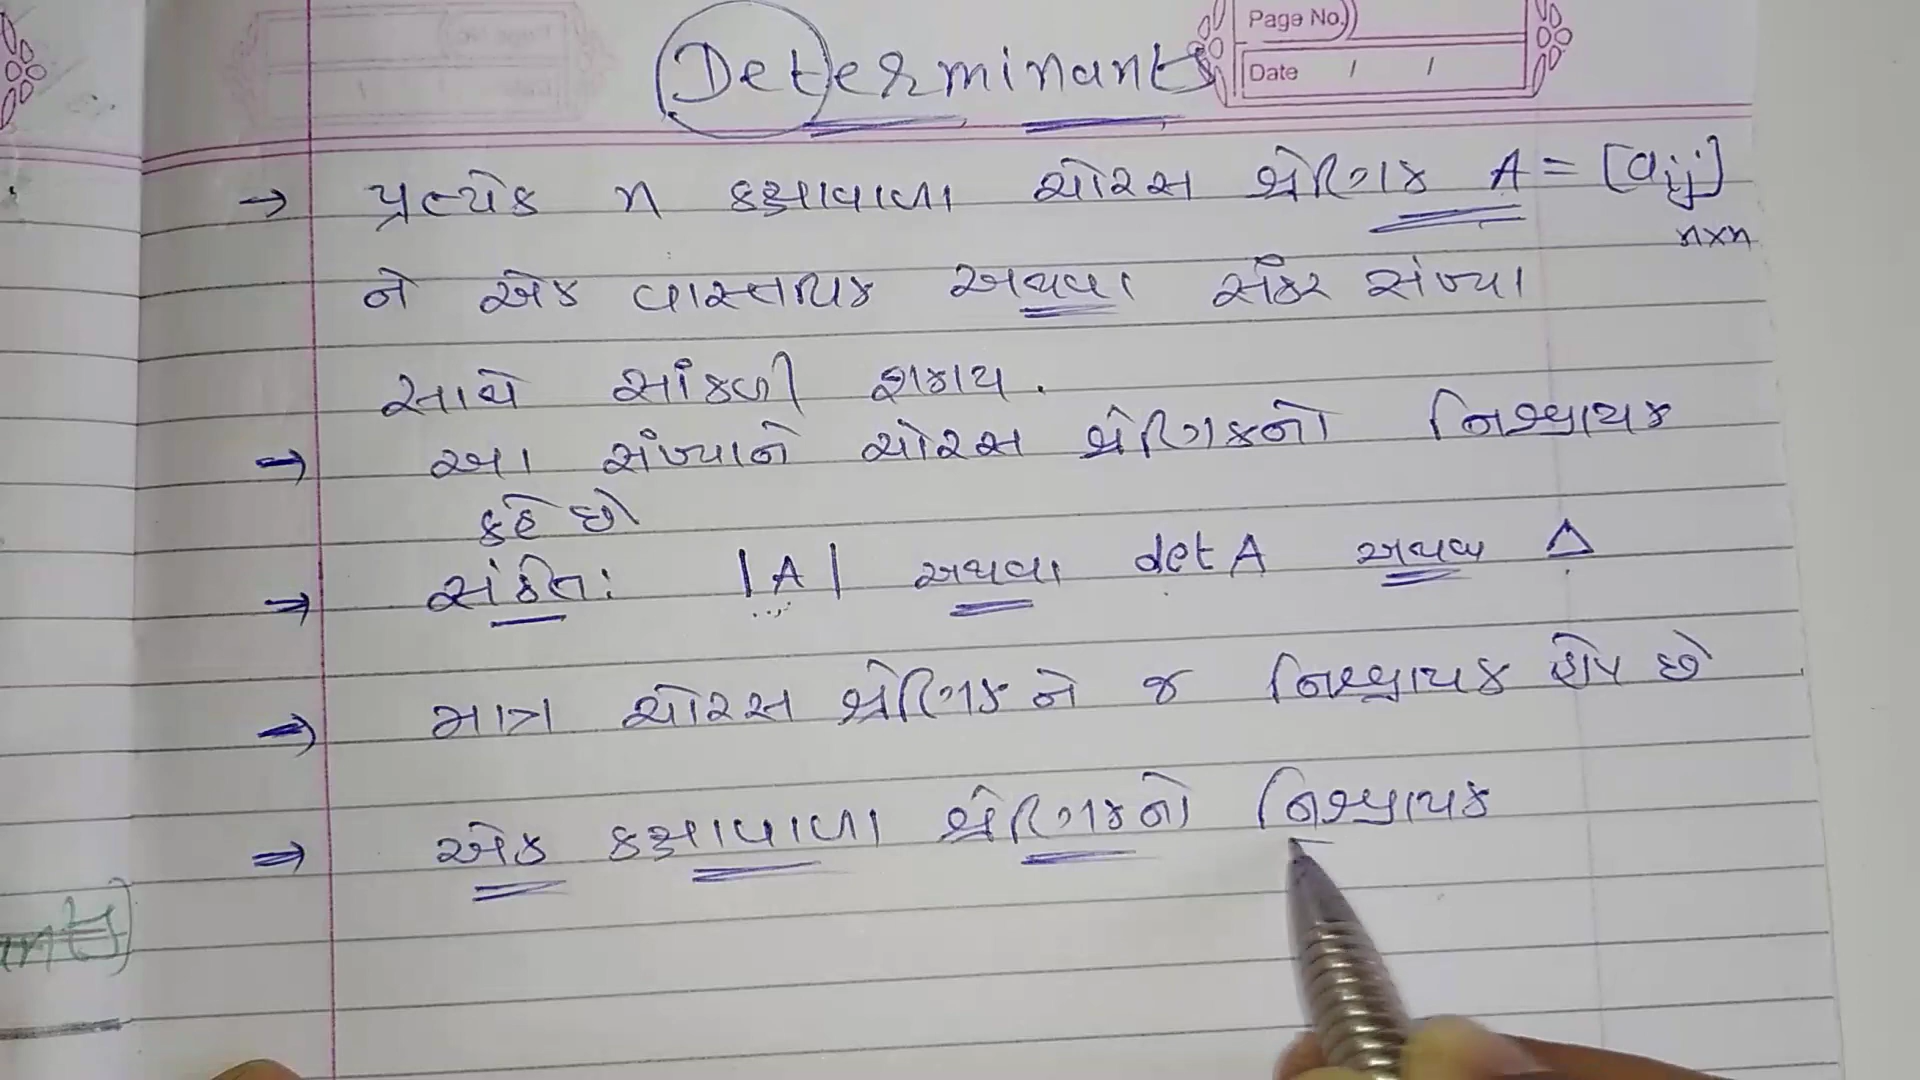 Page No.
Determinants
Date / /
→ પ્રત્યેક n કક્ષાવાળા ચોરસ શ્રેણિક A = [aij]
n×n
ને એક વાસ્તવિક અથવા સંકર સંખ્યા
સાથે સાંકળી શકાય.
→ આ સંખ્યાને ચોરસ શ્રેણિકનો નિશ્ચાયક
કહે છે
→ સંકેત: |A| અથવા det A અથવા Δ
→ માત્ર ચોરસ શ્રેણિકને જ નિશ્ચાયક હોય છે
→ એક કક્ષાવાળા શ્રેણિકનો નિશ્ચાયક